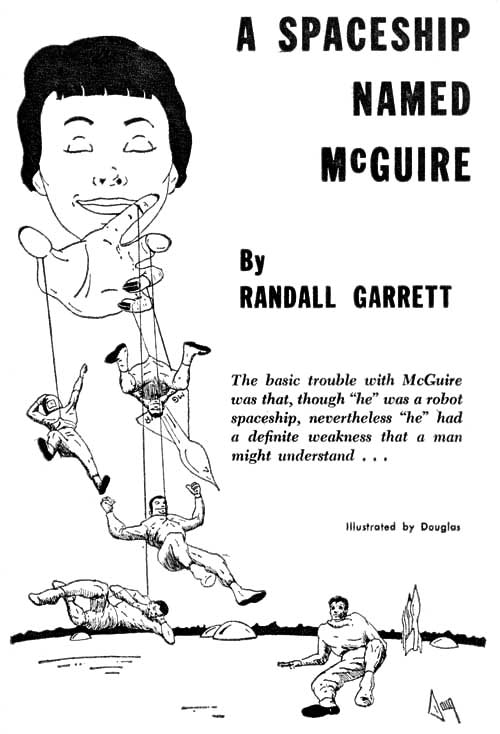 A SPACESHIP
NAMED
McGUIRE
By
RANDALL GARRETT
The basic trouble with McGuire
was that, though “he” was a robot
spaceship, nevertheless “he” had
a definite weakness that a man
might understand . . .
Illustrated by Douglas